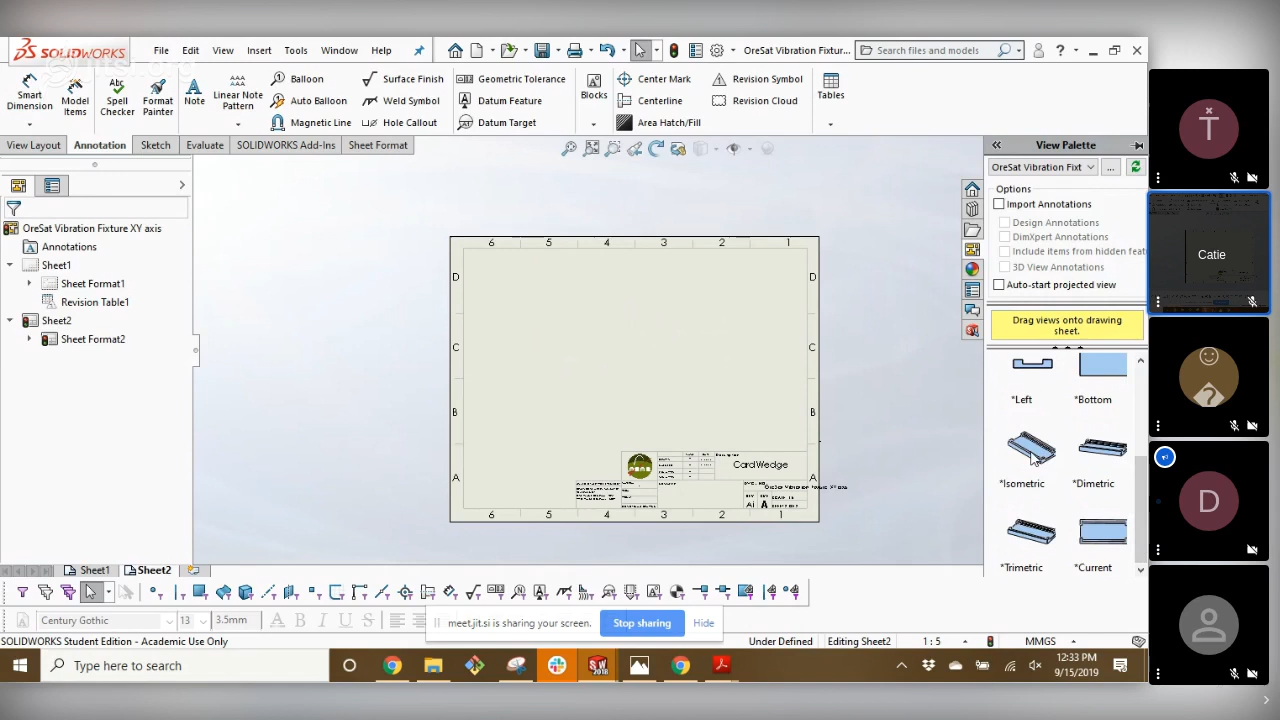 SOLIDWORKS
File Edit View Insert Tools Window Help
OreSat Vibration Fixtur...
Search files and models
Smart Dimension
Model Items
Spell Checker
Format Painter
Note
Linear Note Pattern
Balloon
Auto Balloon
Magnetic Line
Surface Finish
Weld Symbol
Hole Callout
Geometric Tolerance
Datum Feature
Datum Target
Blocks
Center Mark
Centerline
Area Hatch/Fill
Revision Symbol
Revision Cloud
Tables
View Layout Annotation Sketch Evaluate SOLIDWORKS Add-Ins Sheet Format
OreSat Vibration Fixture XY axis
Annotations
Sheet1
Sheet Format1
Revision Table1
Sheet2
Sheet Format2
6 5 4 3 2 1
D D
C C
B B
A A
CardWedge
A
6 5 4 3 2 1
View Palette
OreSat Vibration Fixt
...
Options
Import Annotations
Design Annotations
DimXpert Annotations
Include items from hidden feat
3D View Annotations
Auto-start projected view
Drag views onto drawing
sheet.
*Left *Bottom
*Isometric *Dimetric
*Trimetric *Current
Sheet1 Sheet2
Century Gothic 13 3.5mm A B I U S
meet.jit.si is sharing your screen. Stop sharing Hide
SOLIDWORKS Student Edition - Academic Use Only
Under Defined Editing Sheet2 1 : 5 MMGS
Type here to search
12:33 PM
9/15/2019
Catie
D